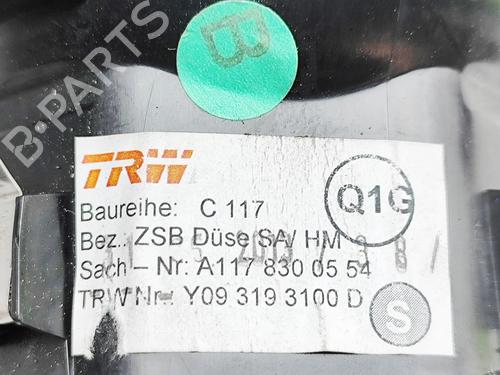 B
B-PARTS
TRW
Q1G
Baureihe: C 117
Bez.: ZSB Düse SA/ HM
Sach – Nr: A117 830 05 54
TRW Nr– Y09 319 3100 D
S